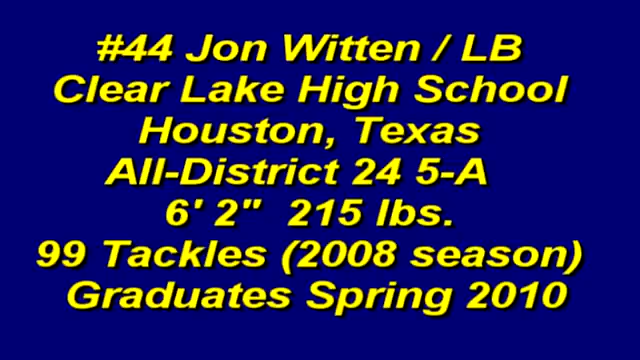 #44 Jon Witten / LB
Clear Lake High School
Houston, Texas
All-District 24 5-A
6' 2" 215 lbs.
99 Tackles (2008 season)
Graduates Spring 2010